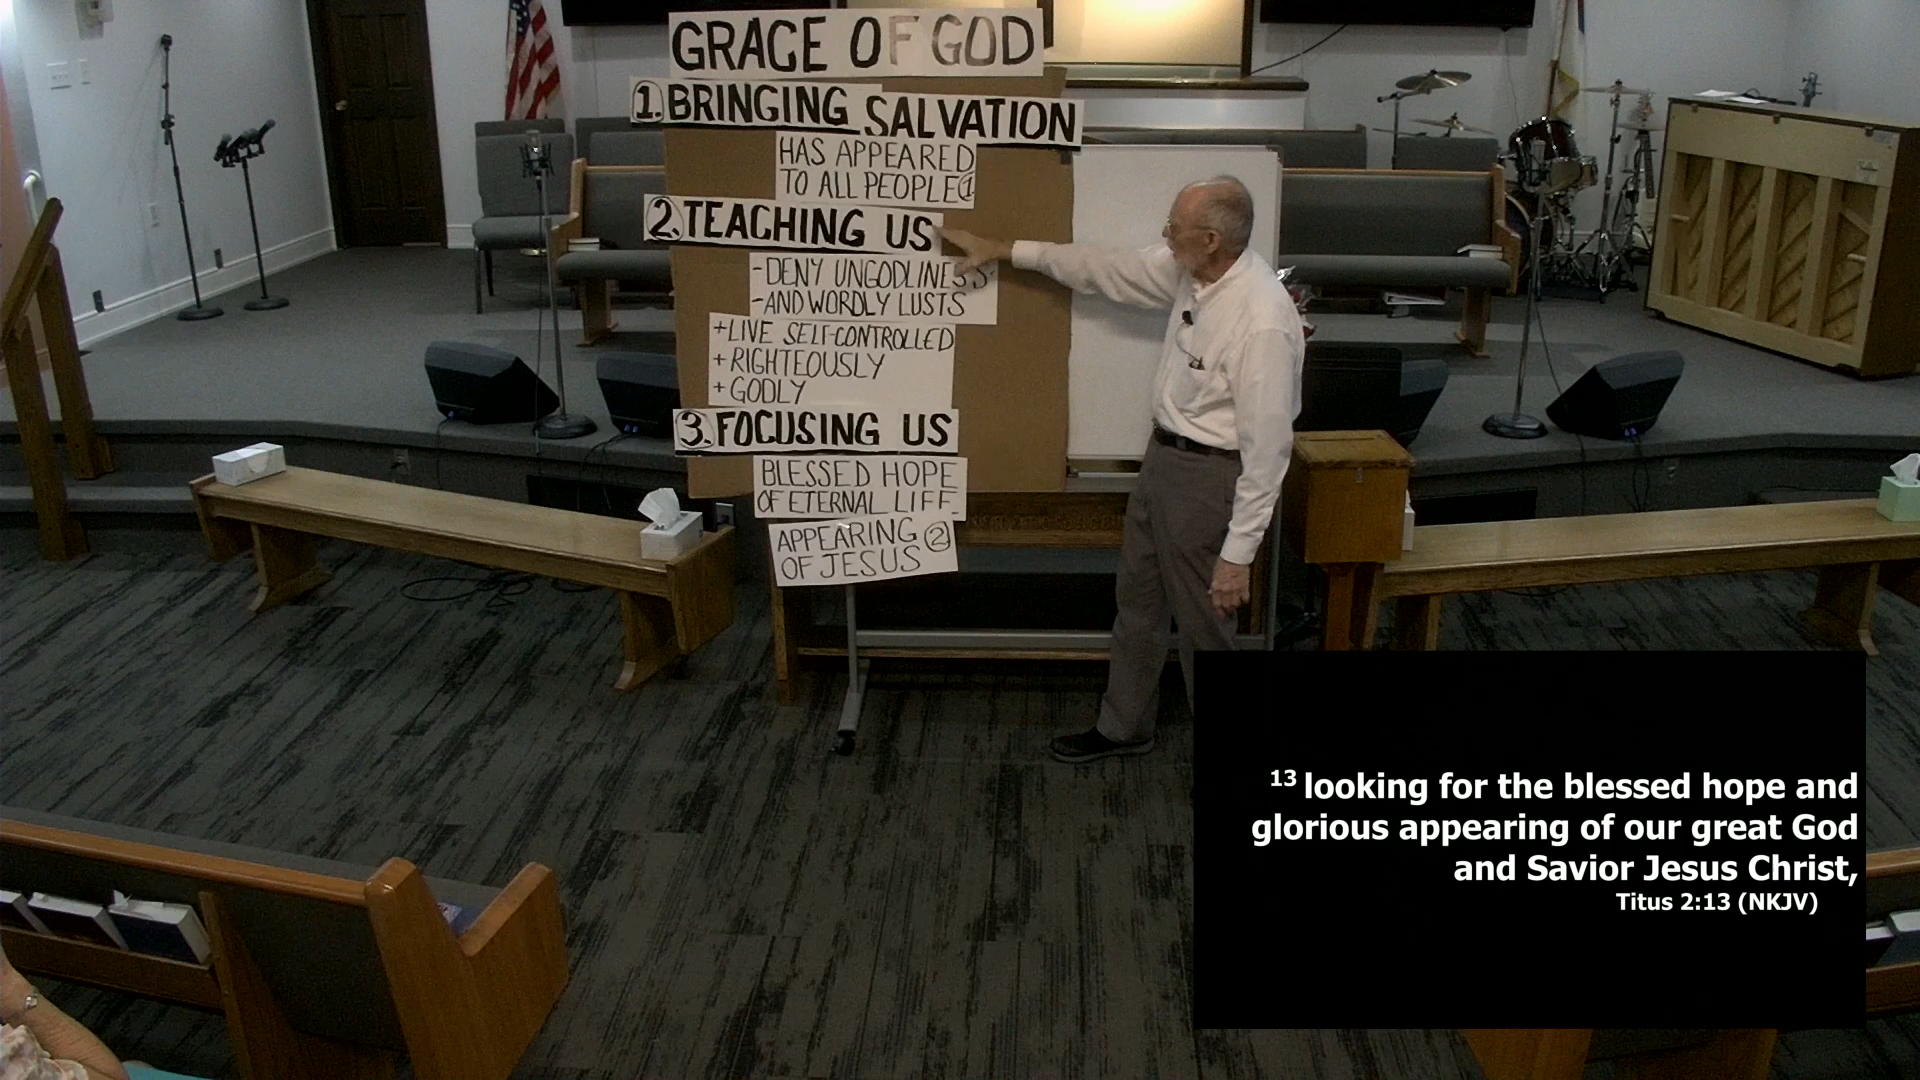 GRACE OF GOD
1. BRINGING SALVATION
HAS APPEARED
TO ALL PEOPLE 1
2. TEACHING US
-DENY UNGODLINESS-
-AND WORDLY LUSTS
+LIVE SELF-CONTROLLED
+RIGHTEOUSLY
+GODLY
3. FOCUSING US
BLESSED HOPE
OF ETERNAL LIFE
APPEARING 2
OF JESUS
13 looking for the blessed hope and
glorious appearing of our great God
and Savior Jesus Christ,
Titus 2:13 (NKJV)